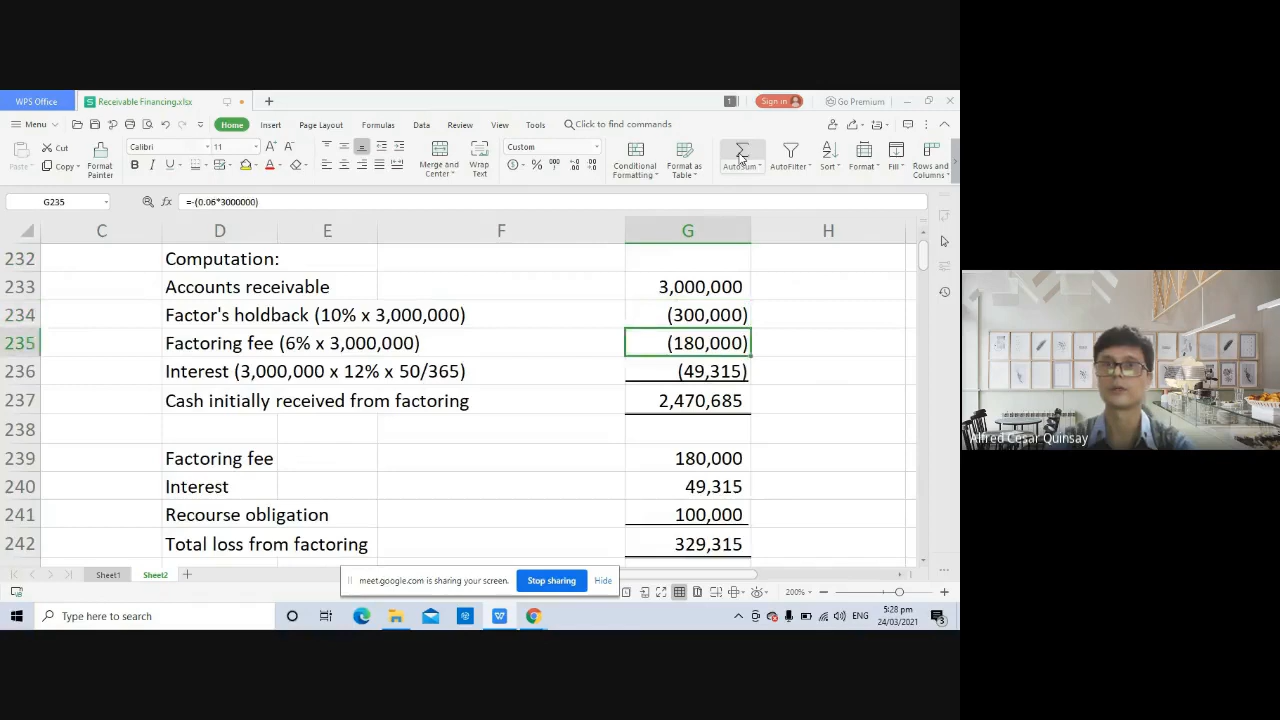 WPS Office Receivable Financing.xlsx + 1 Sign in Go Premium
Menu Home Insert Page Layout Formulas Data Review View Tools Click to find commands
Paste Cut Copy Format Painter Calibri 11 A+ A- B I U A Merge and Center Wrap Text Custom Conditional Formatting Format as Table AutoSum AutoFilter Sort Format Fill Rows and Columns
G235 fx =-(0.06*3000000)
C D E F G H
232 Computation:
233 Accounts receivable 3,000,000
234 Factor's holdback (10% x 3,000,000) (300,000)
235 Factoring fee (6% x 3,000,000) (180,000)
236 Interest (3,000,000 x 12% x 50/365) (49,315)
237 Cash initially received from factoring 2,470,685
238
239 Factoring fee 180,000
240 Interest 49,315
241 Recourse obligation 100,000
242 Total loss from factoring 329,315
Sheet1 Sheet2 +
meet.google.com is sharing your screen. Stop sharing Hide
200%
Type here to search ENG 5:28 pm
24/03/2021 3
Alfred Cesar Quinsay